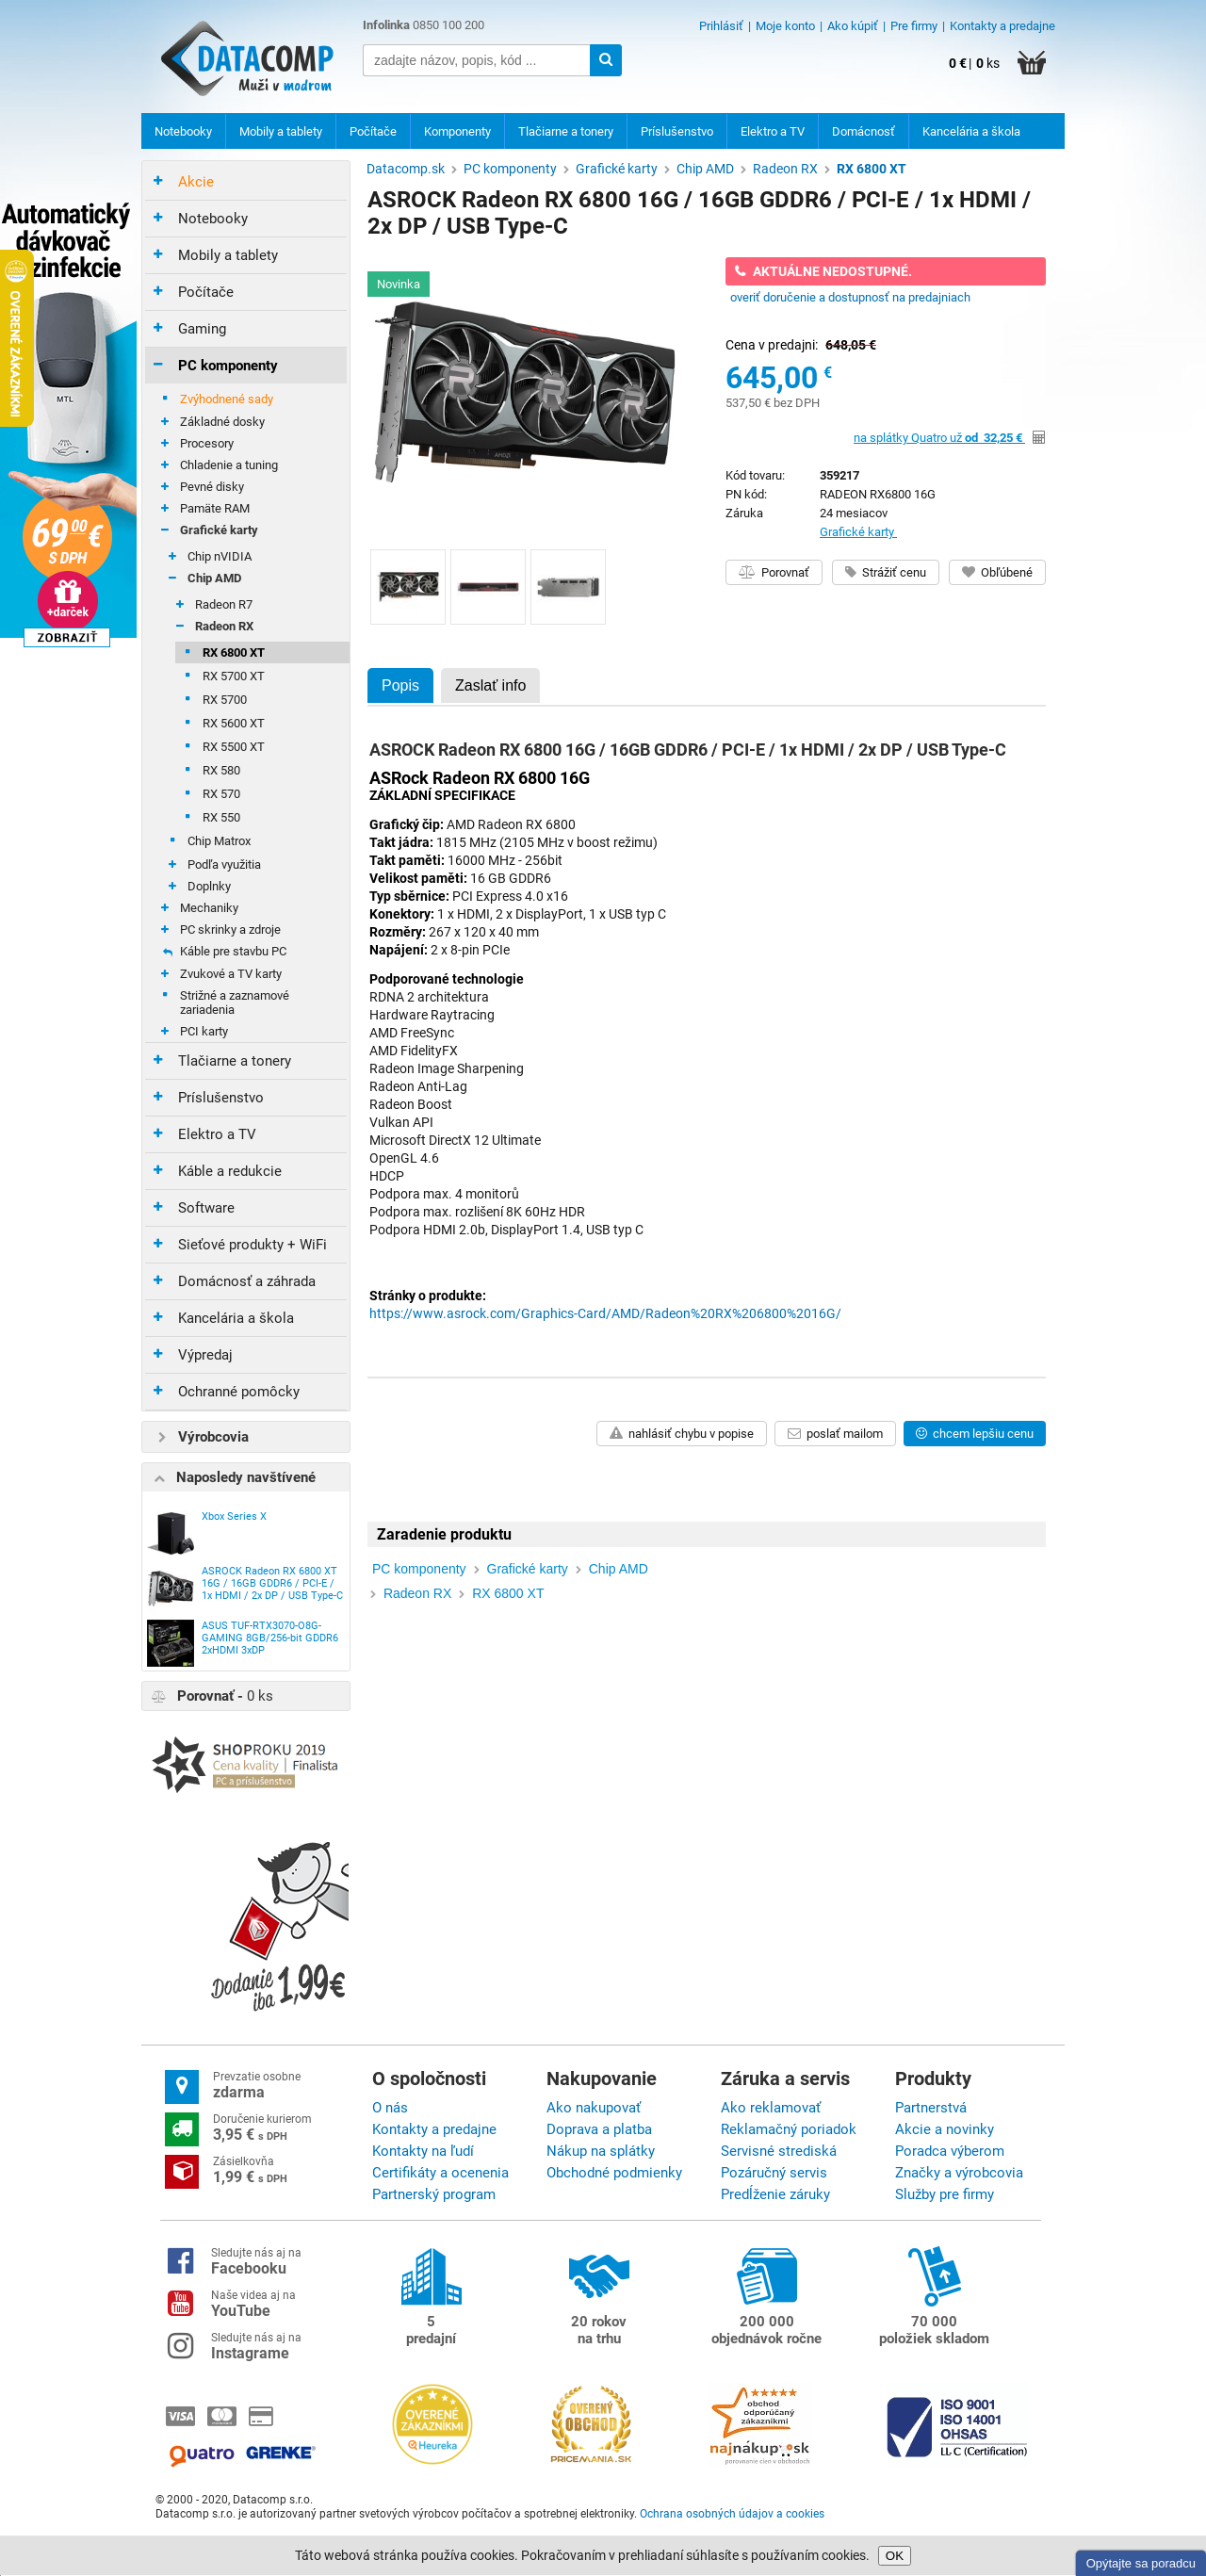 DATACOMP
Muži v modrom
Infolinka 0850 100 200
zadajte názov, popis, kód ...
Prihlásiť | Moje konto | Ako kúpiť | Pre firmy | Kontakty a predajne
0 € | 0 ks
Notebooky
Mobily a tablety
Počítače
Komponenty
Tlačiarne a tonery
Príslušenstvo
Elektro a TV
Domácnosť
Kancelária a škola
Automatický
dávkovač
zinfekcie
OVERENÉ ZÁKAZNÍKMI
MTL
69 00 €
S DPH
+darček
ZOBRAZIŤ
Akcie
Notebooky
Mobily a tablety
Počítače
Gaming
PC komponenty
Zvýhodnené sady
Základné dosky
Procesory
Chladenie a tuning
Pevné disky
Pamäte RAM
Grafické karty
Chip nVIDIA
Chip AMD
Radeon R7
Radeon RX
RX 6800 XT
RX 5700 XT
RX 5700
RX 5600 XT
RX 5500 XT
RX 580
RX 570
RX 550
Chip Matrox
Podľa využitia
Doplnky
Mechaniky
PC skrinky a zdroje
Káble pre stavbu PC
Zvukové a TV karty
Strižné a zaznamové
zariadenia
PCI karty
Tlačiarne a tonery
Príslušenstvo
Elektro a TV
Káble a redukcie
Software
Sieťové produkty + WiFi
Domácnosť a záhrada
Kancelária a škola
Výpredaj
Ochranné pomôcky
Výrobcovia
Naposledy navštívené
Xbox Series X
ASROCK Radeon RX 6800 XT
16G / 16GB GDDR6 / PCI-E /
1x HDMI / 2x DP / USB Type-C
ASUS TUF-RTX3070-O8G-
GAMING 8GB/256-bit GDDR6
2xHDMI 3xDP
Porovnať - 0 ks
SHOPROKU 2019
Cena kvality | Finalista
PC a príslušenstvo
Dodanie
iba 1,99€
Datacomp.sk > PC komponenty > Grafické karty > Chip AMD > Radeon RX > RX 6800 XT
ASROCK Radeon RX 6800 16G / 16GB GDDR6 / PCI-E / 1x HDMI /
2x DP / USB Type-C
Novinka
RADEON
AMD
AKTUÁLNE NEDOSTUPNÉ.
overiť doručenie a dostupnosť na predajniach
Cena v predajni: 648,05 €
645,00 €
537,50 € bez DPH
na splátky Quatro už od 32,25 €
Kód tovaru: 359217
PN kód: RADEON RX6800 16G
Záruka 24 mesiacov
Grafické karty
Porovnať
Strážiť cenu
Obľúbené
Popis
Zaslať info
ASROCK Radeon RX 6800 16G / 16GB GDDR6 / PCI-E / 1x HDMI / 2x DP / USB Type-C
ASRock Radeon RX 6800 16G
ZÁKLADNÍ SPECIFIKACE
Grafický čip: AMD Radeon RX 6800
Takt jádra: 1815 MHz (2105 MHz v boost režimu)
Takt paměti: 16000 MHz - 256bit
Velikost paměti: 16 GB GDDR6
Typ sběrnice: PCI Express 4.0 x16
Konektory: 1 x HDMI, 2 x DisplayPort, 1 x USB typ C
Rozměry: 267 x 120 x 40 mm
Napájení: 2 x 8-pin PCIe
Podporované technologie
RDNA 2 architektura
Hardware Raytracing
AMD FreeSync
AMD FidelityFX
Radeon Image Sharpening
Radeon Anti-Lag
Radeon Boost
Vulkan API
Microsoft DirectX 12 Ultimate
OpenGL 4.6
HDCP
Podpora max. 4 monitorů
Podpora max. rozlišení 8K 60Hz HDR
Podpora HDMI 2.0b, DisplayPort 1.4, USB typ C
Stránky o produkte:
https://www.asrock.com/Graphics-Card/AMD/Radeon%20RX%206800%2016G/
nahlásiť chybu v popise
poslať mailom
chcem lepšiu cenu
Zaradenie produktu
PC komponenty > Grafické karty > Chip AMD
> Radeon RX > RX 6800 XT
Prevzatie osobne
zdarma
Doručenie kurierom
3,95 € s DPH
Zásielkovňa
1,99 € s DPH
O spoločnosti
O nás
Kontakty a predajne
Kontakty na ľudí
Certifikáty a ocenenia
Partnerský program
Nakupovanie
Ako nakupovať
Doprava a platba
Nákup na splátky
Obchodné podmienky
Záruka a servis
Ako reklamovať
Reklamačný poriadok
Servisné strediská
Pozáručný servis
Predĺženie záruky
Produkty
Partnerstvá
Akcie a novinky
Poradca výberom
Značky a výrobcovia
Služby pre firmy
Sledujte nás aj na
Facebooku
Naše videa aj na
YouTube
Sledujte nás aj na
Instagrame
5
predajní
20 rokov
na trhu
200 000
objednávok ročne
70 000
položiek skladom
VISA
MasterCard
Quatro
GRENKE
OVERENÉ
ZÁKAZNÍKMI
Heureka
OVERENÝ
OBCHOD
PRICEMANIA.SK
obchod
odporúčaný
zákazníkmi
najnákup.sk
porovnanie cien v obchodoch
ISO 9001
ISO 14001
OHSAS
LL-C (Certification)
© 2000 - 2020, Datacomp s.r.o.
Datacomp s.r.o. je autorizovaný partner svetových výrobcov počítačov a spotrebnej elektroniky. Ochrana osobných údajov a cookies
Táto webová stránka používa cookies. Pokračovaním v prehliadaní súhlasíte s používaním cookies.
OK
Opýtajte sa poradcu